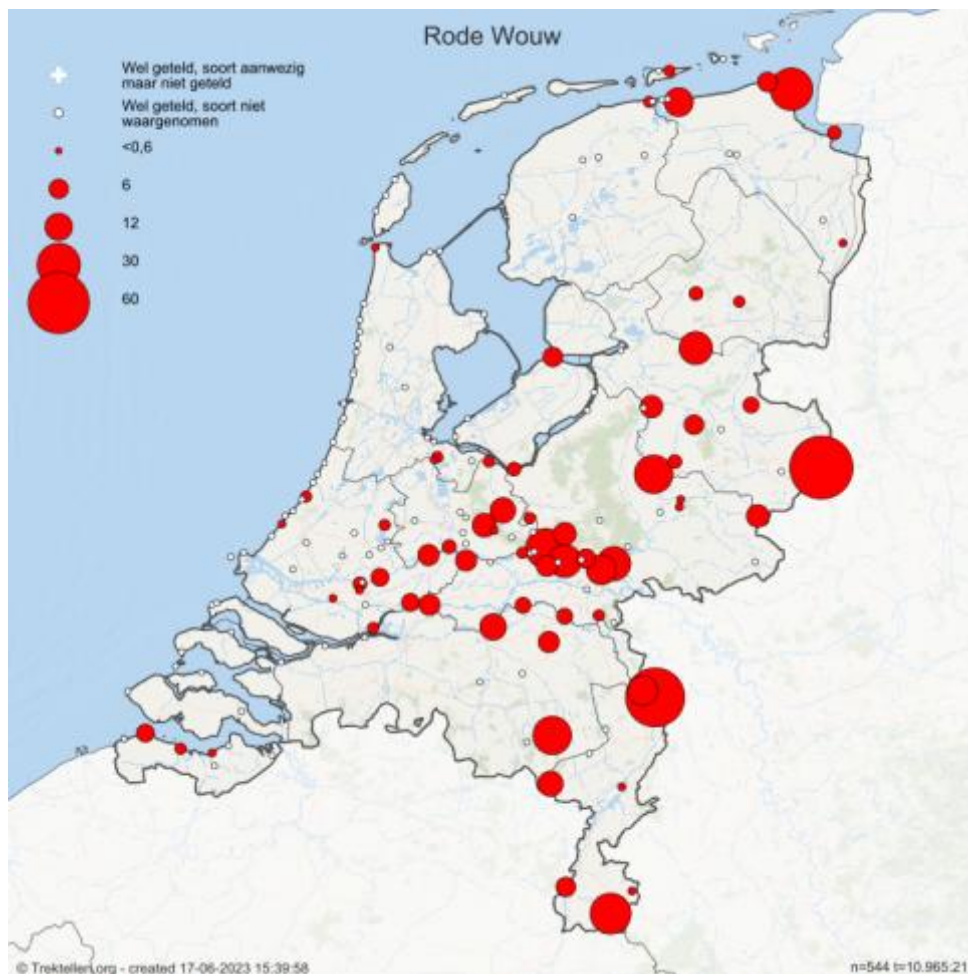 Rode Wouw
Wel geteld, soort aanwezig
maar niet geteld
Wel geteld, soort niet
waargenomen
<0,6
6
12
30
60
© Trektellen.org - created 17-06-2023 15:39:58
n=544 t=10.965:21